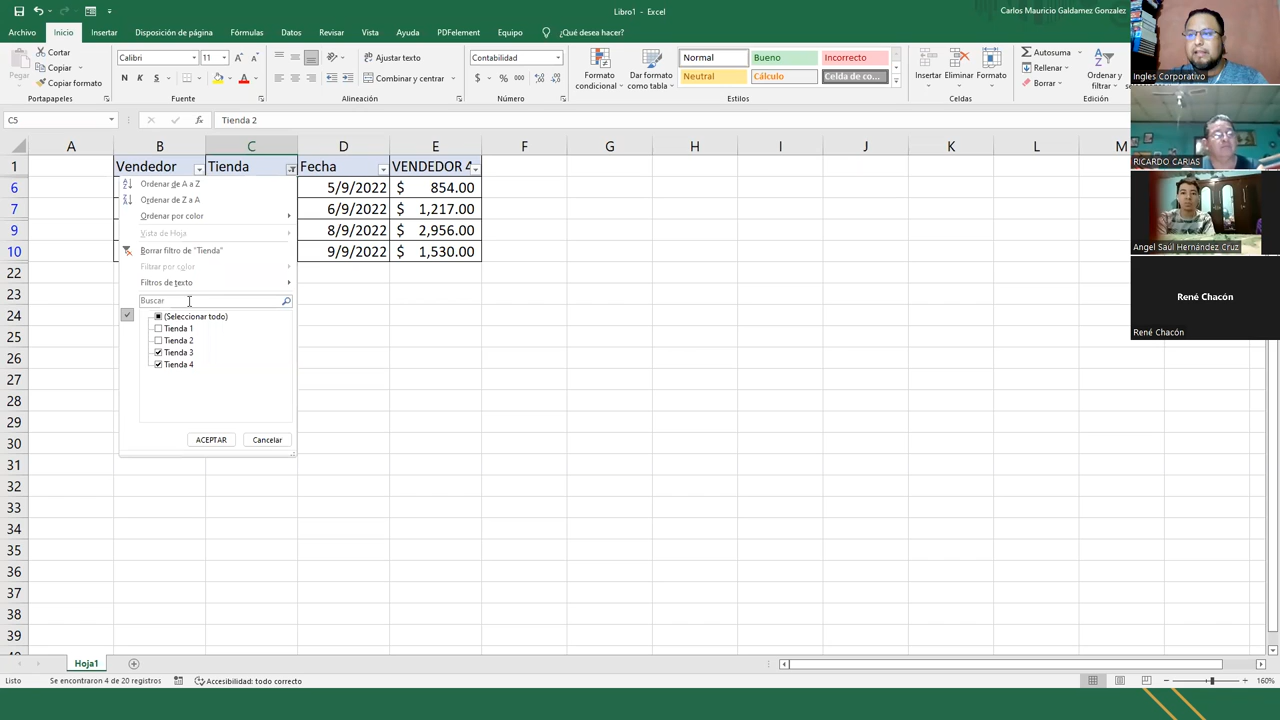 Libro1 - Excel
Carlos Mauricio Galdamez Gonzalez
Archivo Inicio Insertar Disposición de página Fórmulas Datos Revisar Vista Ayuda PDFelement Equipo ¿Qué desea hacer?
Pegar
Cortar
Copiar
Copiar formato
Portapapeles
Calibri 11
N K S
Fuente
Ajustar texto
Combinar y centrar
Alineación
Contabilidad
$ % 000
Número
Formato condicional
Dar formato como tabla
Normal Bueno Incorrecto
Neutral Cálculo Celda de co...
Estilos
Insertar Eliminar Formato
Celdas
Autosuma
Rellenar
Borrar
Ordenar y filtrar
Edición
C5 fx Tienda 2
A B C D E F G H I J K L M
1 Vendedor Tienda Fecha VENDEDOR
6 5/9/2022 $ 854.00
7 6/9/2022 $ 1,217.00
9 8/9/2022 $ 2,956.00
10 9/9/2022 $ 1,530.00
22
23
24
25
26
27
28
29
30
31
32
33
34
35
36
37
38
39
Ordenar de A a Z
Ordenar de Z a A
Ordenar por color
Vista de Hoja
Borrar filtro de "Tienda"
Filtrar por color
Filtros de texto
Buscar
(Seleccionar todo)
Tienda 1
Tienda 2
Tienda 3
Tienda 4
ACEPTAR Cancelar
Ingles Corporativo
RICARDO CARIAS
Angel Saúl Hernández Cruz
René Chacón
René Chacón
Hoja1
Listo Se encontraron 4 de 20 registros Accesibilidad: todo correcto 160%